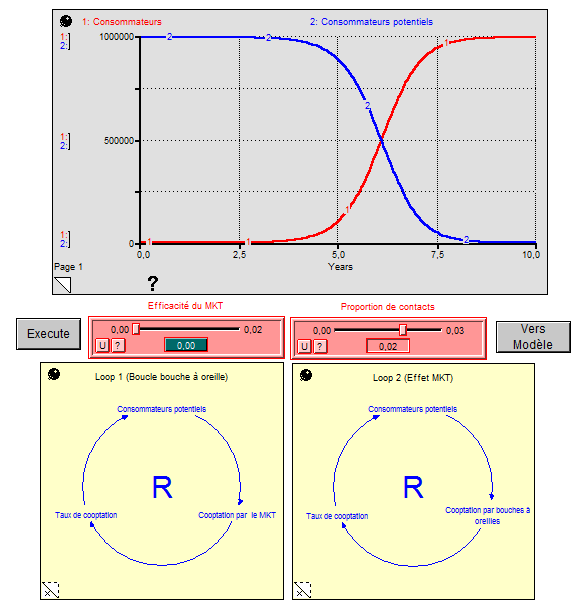 1: Consommateurs 2: Consommateurs potentiels
1: 1000000
2:
1: 500000
2:
1: 0
2:
0,0 2,5 5,0 7,5 10,0
Page 1 Years
?
Efficacité du MKT Proportion de contacts
Execute 0,00 0,02 0,00 0,03 Vers
Modèle
U ? 0,00 U ? 0,02
Loop 1 (Boucle bouche à oreille) Loop 2 (Effet MKT)
Consommateurs potentiels Consommateurs potentiels
R R
Taux de cooptation Cooptation par le MKT Taux de cooptation Cooptation par bouches à
oreilles